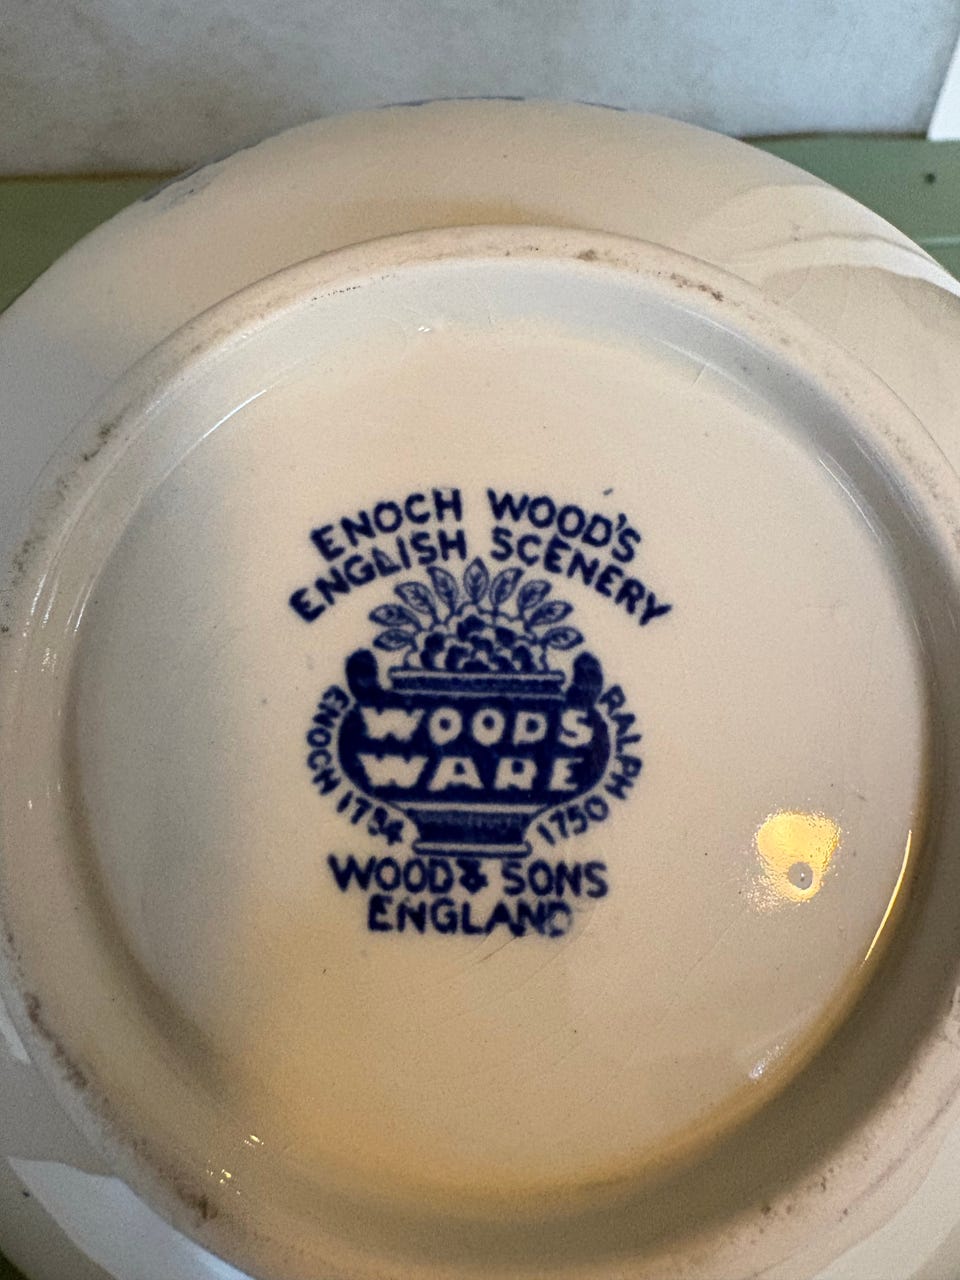 ENOCH WOOD'S
ENGLISH SCENERY
WOODS
WARE
ENOCH 1784
RALPH 1750
WOOD & SONS
ENGLAND